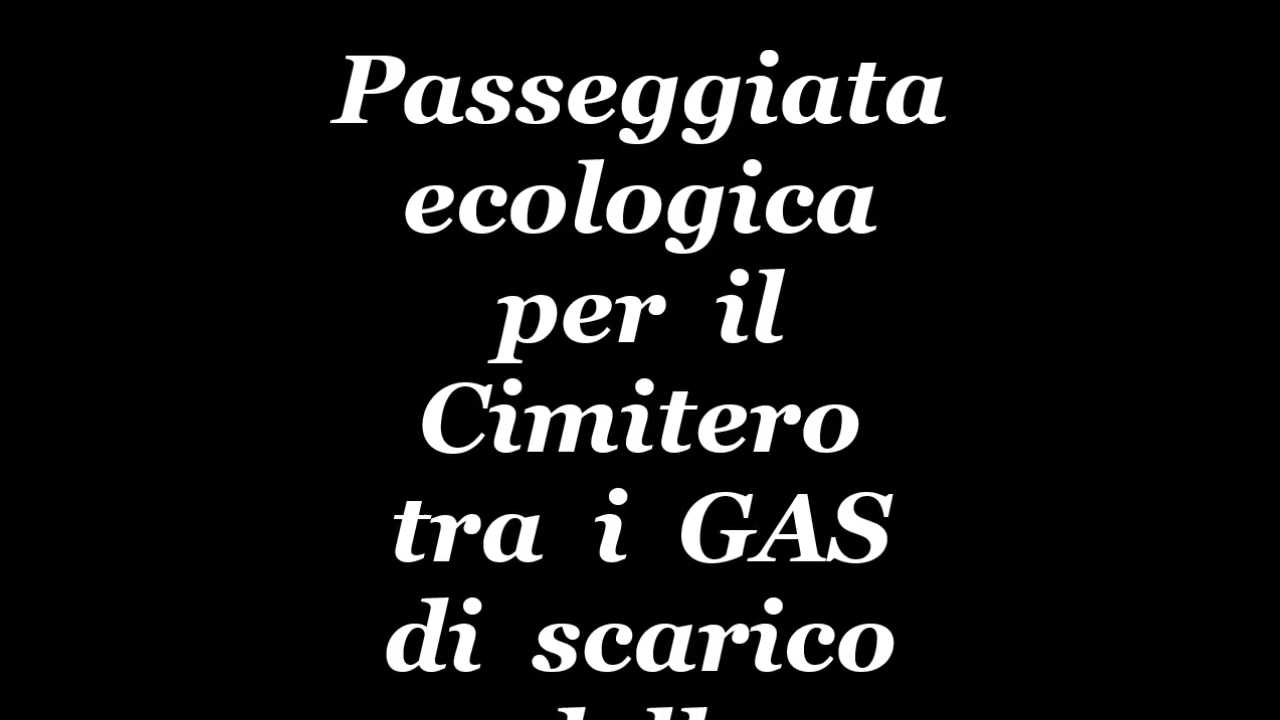 Passeggiata
ecologica
per il
Cimitero
tra i GAS
di scarico